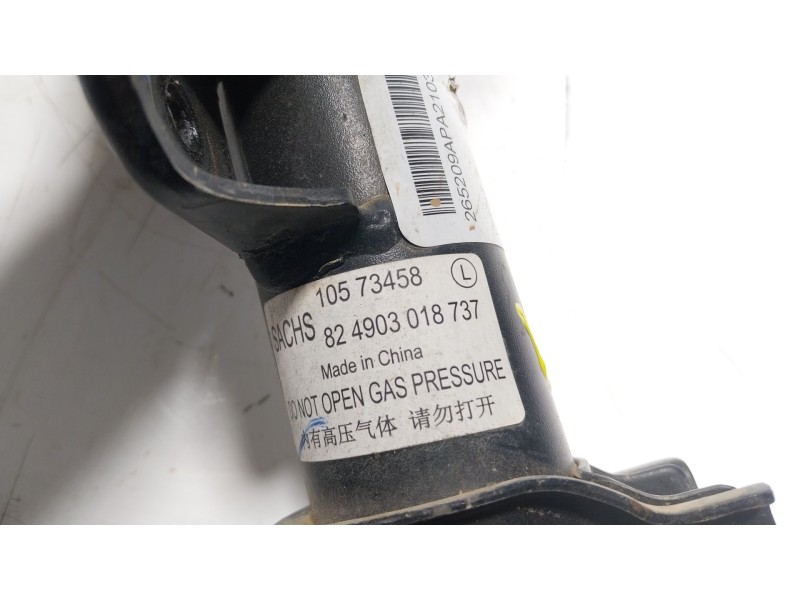 265209APA2103
SACHS
10573458
L
82 4903 018 737
Made in China
DO NOT OPEN GAS PRESSURE
内有高压气体 请勿打开